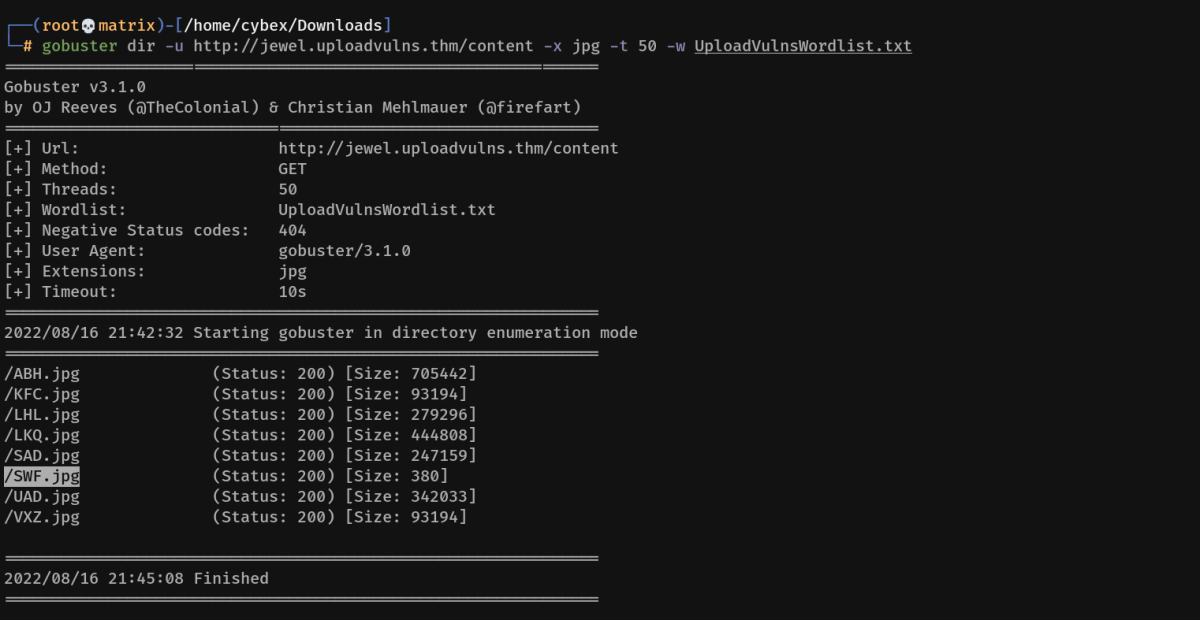 ┌──(root💀matrix)-[/home/cybex/Downloads]
└─# gobuster dir -u http://jewel.uploadvulns.thm/content -x jpg -t 50 -w UploadVulnsWordlist.txt
===============================================================
Gobuster v3.1.0
by OJ Reeves (@TheColonial) & Christian Mehlmauer (@firefart)
===============================================================
[+] Url:                     http://jewel.uploadvulns.thm/content
[+] Method:                  GET
[+] Threads:                 50
[+] Wordlist:                UploadVulnsWordlist.txt
[+] Negative Status codes:   404
[+] User Agent:              gobuster/3.1.0
[+] Extensions:              jpg
[+] Timeout:                 10s
===============================================================
2022/08/16 21:42:32 Starting gobuster in directory enumeration mode
===============================================================
/ABH.jpg              (Status: 200) [Size: 705442]
/KFC.jpg              (Status: 200) [Size: 93194]
/LHL.jpg              (Status: 200) [Size: 279296]
/LKQ.jpg              (Status: 200) [Size: 444808]
/SAD.jpg              (Status: 200) [Size: 247159]
/SWF.jpg              (Status: 200) [Size: 380]
/UAD.jpg              (Status: 200) [Size: 342033]
/VXZ.jpg              (Status: 200) [Size: 93194]
===============================================================
2022/08/16 21:45:08 Finished
===============================================================